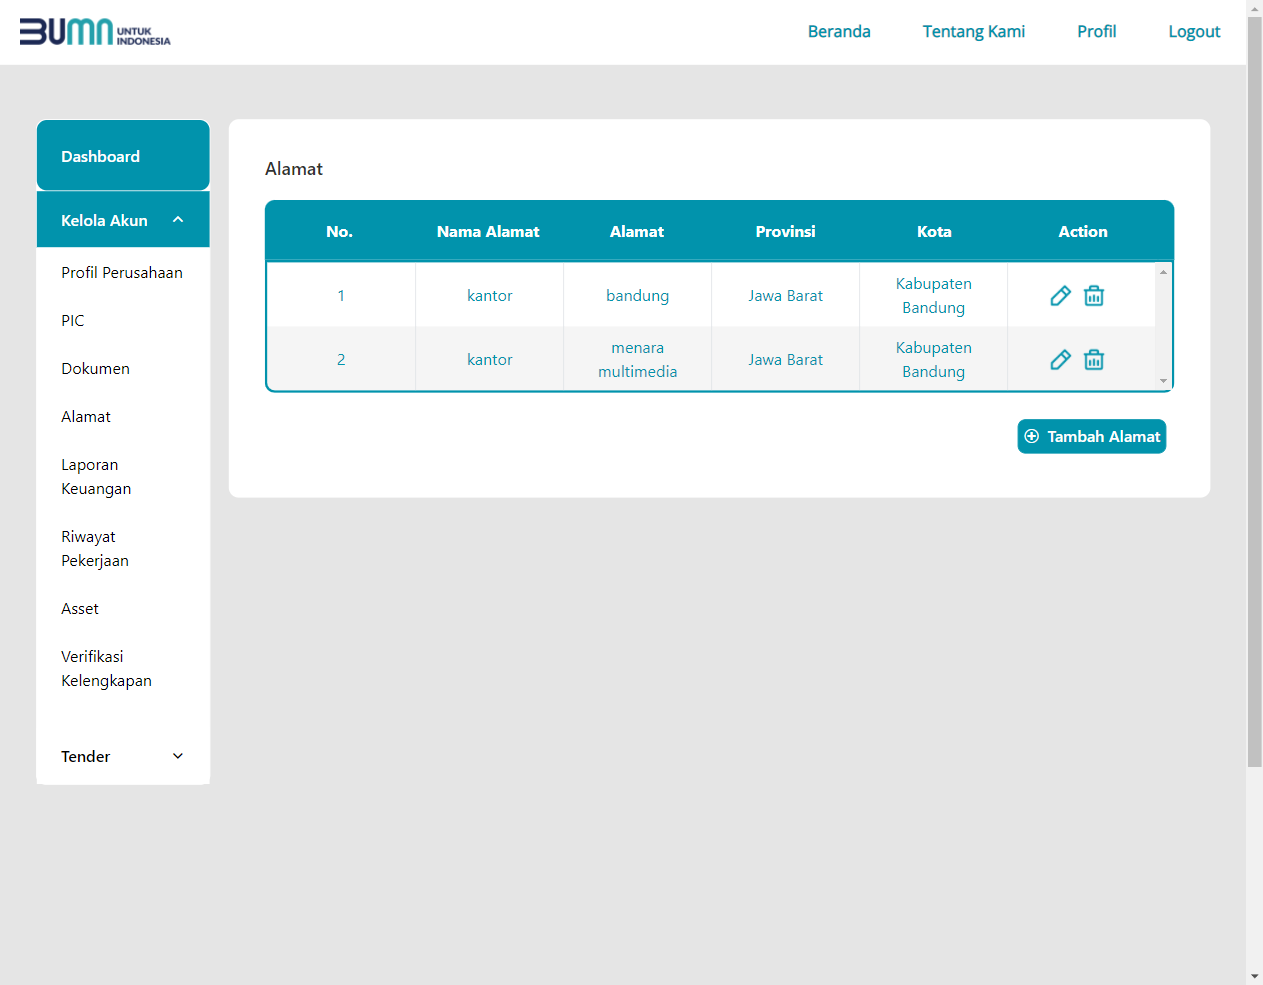 BUMN UNTUK INDONESIA
Beranda
Tentang Kami
Profil
Logout
Dashboard
Kelola Akun
Profil Perusahaan
PIC
Dokumen
Alamat
Laporan
Keuangan
Riwayat
Pekerjaan
Asset
Verifikasi
Kelengkapan
Tender
Alamat
No. Nama Alamat Alamat Provinsi Kota Action
1 kantor bandung Jawa Barat Kabupaten Bandung
2 kantor menara multimedia Jawa Barat Kabupaten Bandung
Tambah Alamat